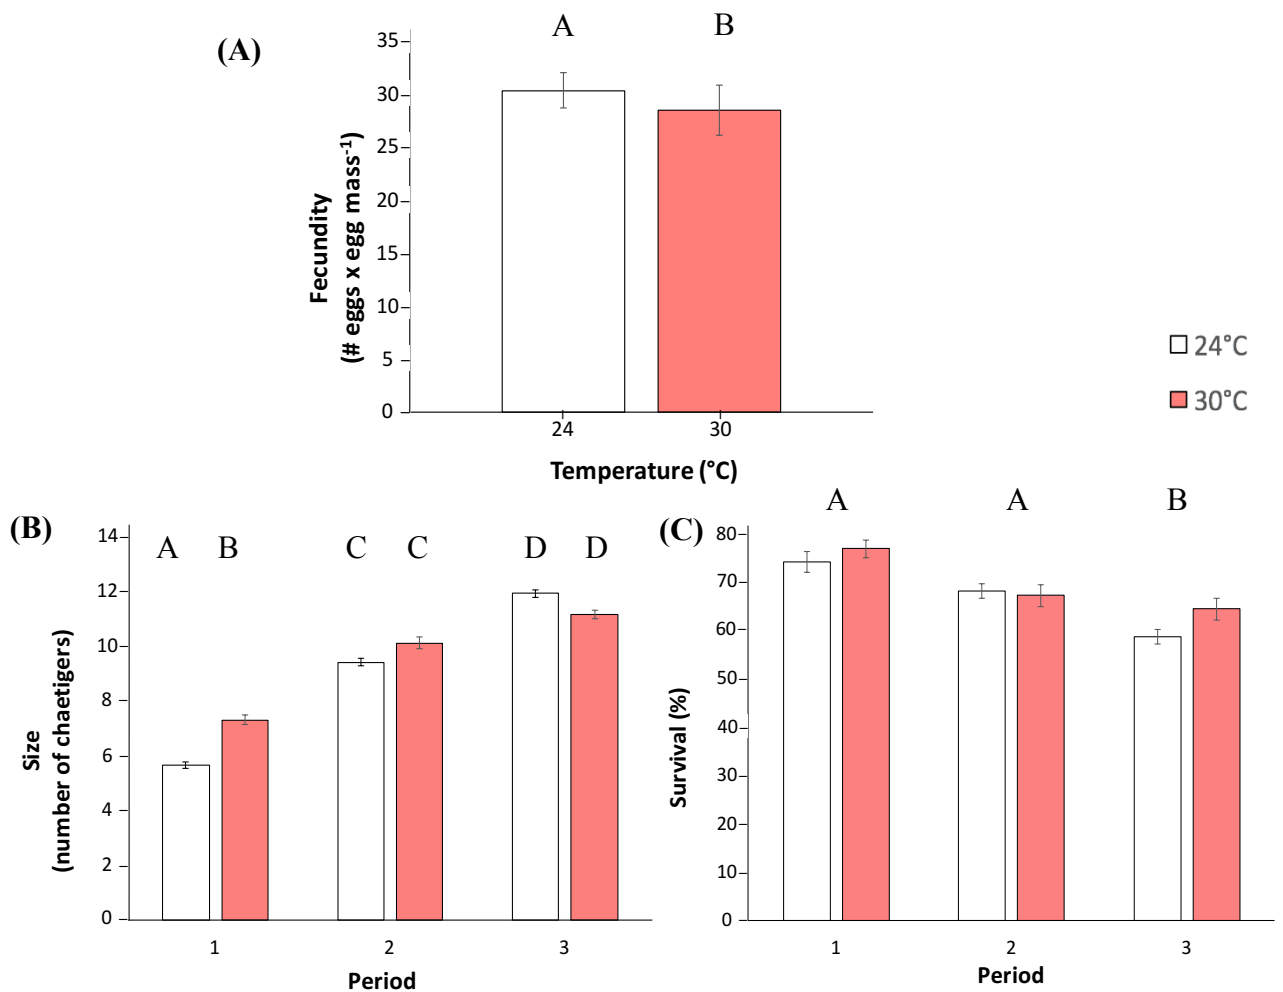 (A)
A B
35
30
25
20
15
10
5
0
Fecundity
(# eggs x egg mass⁻¹)
24 30
Temperature (°C)
24°C
30°C
(B)
A B C C D D
14
12
10
8
6
4
2
0
Size
(number of chaetigers)
1 2 3
Period
(C)
A A B
80
70
60
50
40
30
20
10
0
Survival (%)
1 2 3
Period